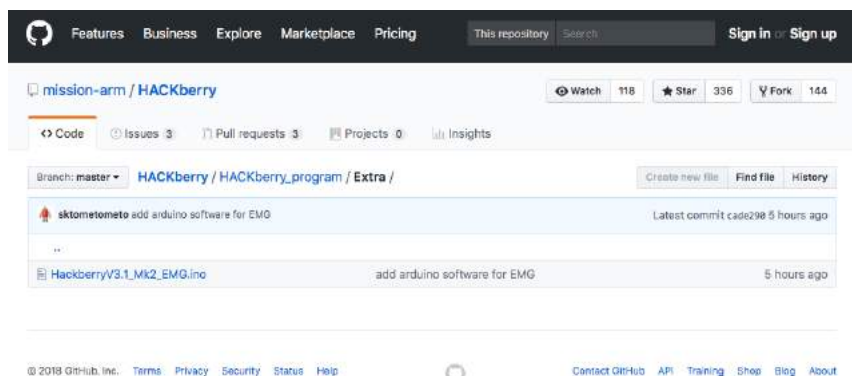 Features Business Explore Marketplace Pricing This repository Search Sign in or Sign up
mission-arm / HACKberry Watch 118 Star 336 Fork 144
Code Issues 3 Pull requests 3 Projects 0 Insights
Branch: master HACKberry / HACKberry_program / Extra / Create new file Find file History
sktometometo add arduino software for EMG Latest commit cade290 5 hours ago
..
HackberryV3.1_Mk2_EMG.ino add arduino software for EMG 5 hours ago
© 2018 GitHub, Inc. Terms Privacy Security Status Help Contact GitHub API Training Shop Blog About